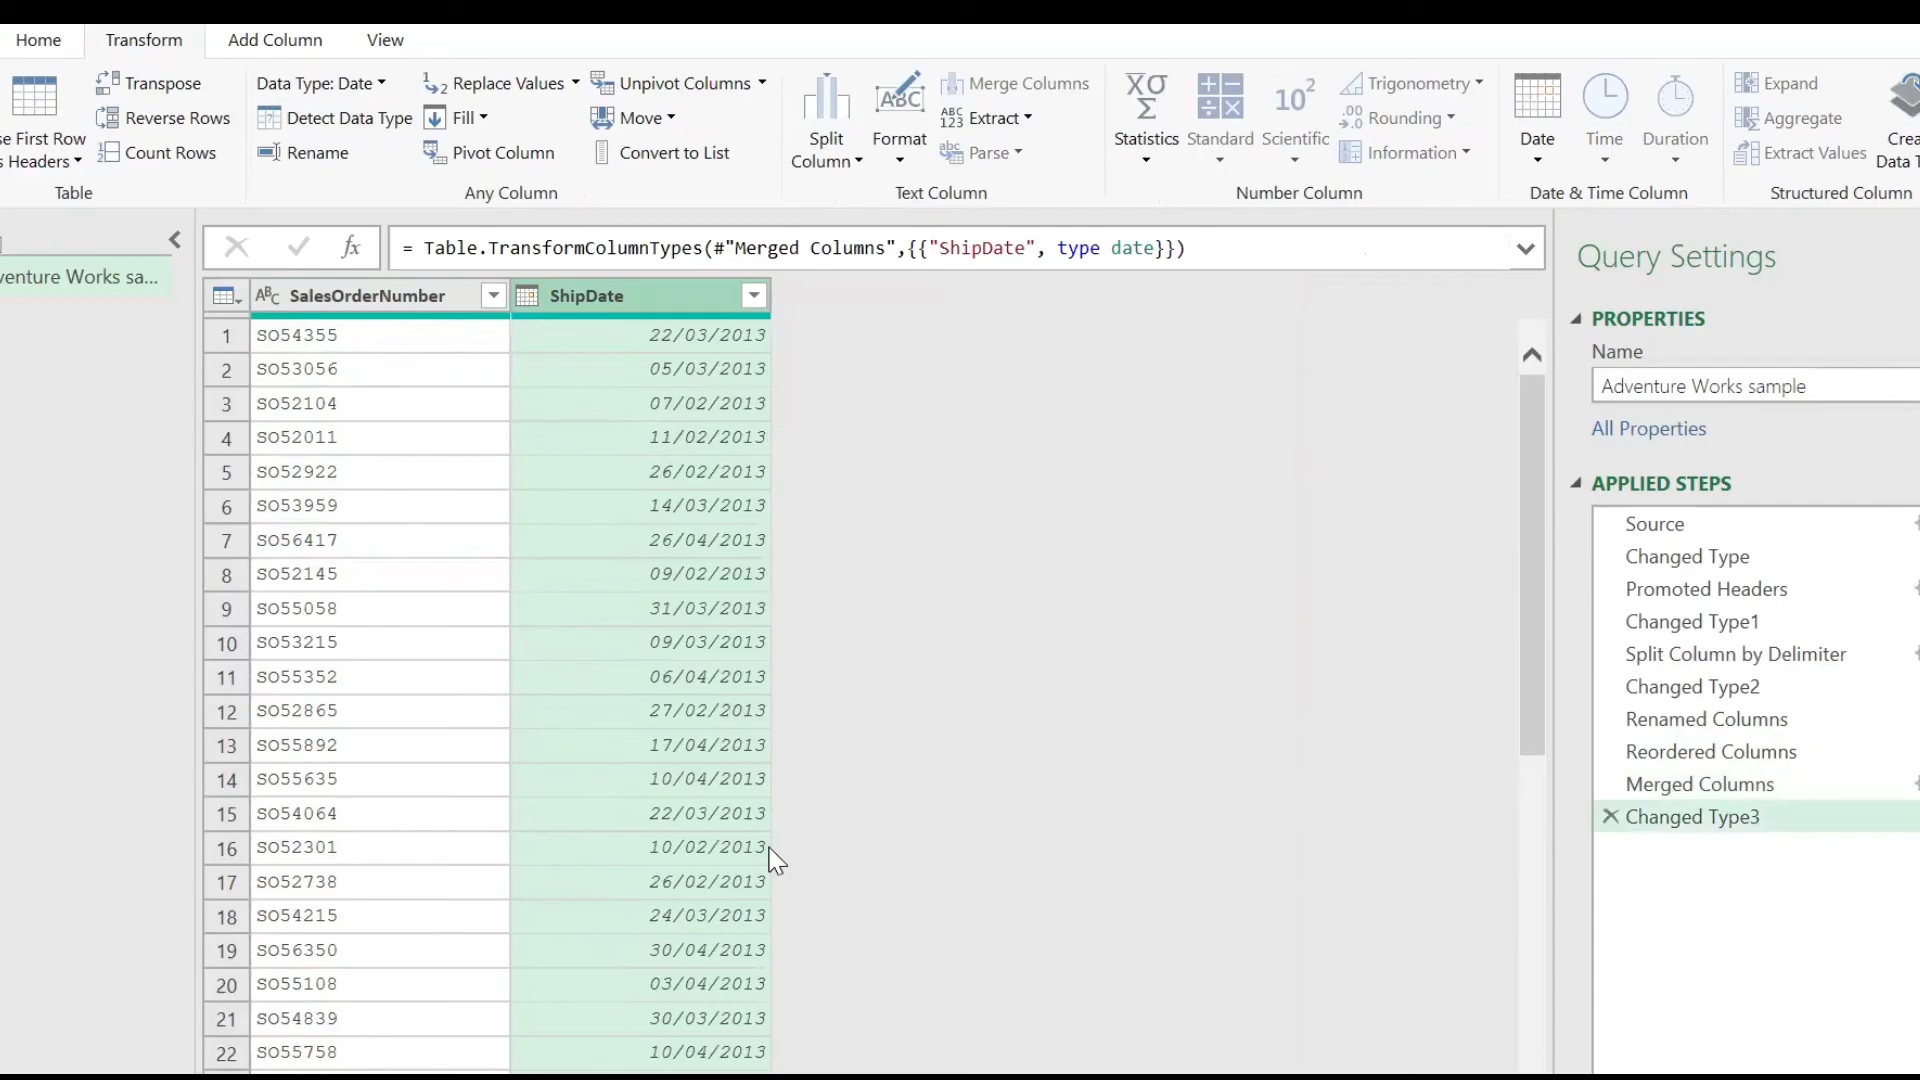 Home Transform Add Column View
Transpose Data Type: Date Replace Values Unpivot Columns Merge Columns Trigonometry Expand
Reverse Rows Detect Data Type Fill Move Extract Rounding Aggregate
se First Row Split Format Statistics Standard Scientific Date Time Duration Crea
s Headers Count Rows Rename Pivot Column Convert to List Column Parse Information Extract Values Data T
Table Any Column Text Column Number Column Date & Time Column Structured Column
= Table.TransformColumnTypes(#"Merged Columns",{{"ShipDate", type date}})
venture Works sa...
SalesOrderNumber ShipDate
1 SO54355 22/03/2013
2 SO53056 05/03/2013
3 SO52104 07/02/2013
4 SO52011 11/02/2013
5 SO52922 26/02/2013
6 SO53959 14/03/2013
7 SO56417 26/04/2013
8 SO52145 09/02/2013
9 SO55058 31/03/2013
10 SO53215 09/03/2013
11 SO55352 06/04/2013
12 SO52865 27/02/2013
13 SO55892 17/04/2013
14 SO55635 10/04/2013
15 SO54064 22/03/2013
16 SO52301 10/02/2013
17 SO52738 26/02/2013
18 SO54215 24/03/2013
19 SO56350 30/04/2013
20 SO55108 03/04/2013
21 SO54839 30/03/2013
22 SO55758 10/04/2013
Query Settings
PROPERTIES
Name
Adventure Works sample
All Properties
APPLIED STEPS
Source
Changed Type
Promoted Headers
Changed Type1
Split Column by Delimiter
Changed Type2
Renamed Columns
Reordered Columns
Merged Columns
Changed Type3